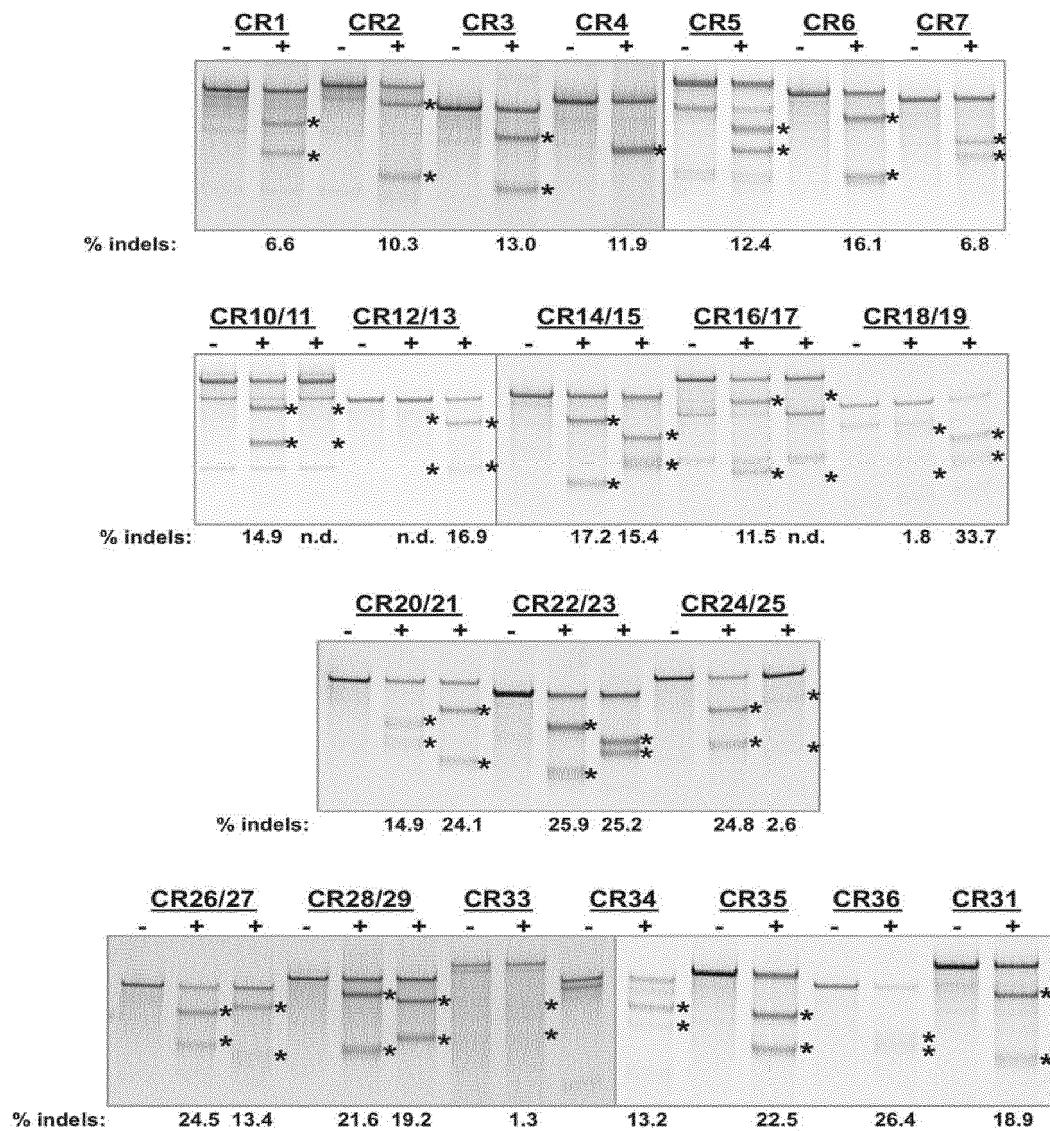 CR1 CR2 CR3 CR4 CR5 CR6 CR7
- + - + - + - + - + - + - +
* * * * * * * * * * * * *
% indels: 6.6 10.3 13.0 11.9 12.4 16.1 6.8
CR10/11 CR12/13 CR14/15 CR16/17 CR18/19
- + + - + + - + + - + + - + +
* * * * * * * * * * * * * * * * * * * *
% indels: 14.9 n.d. n.d. 16.9 17.2 15.4 11.5 n.d. 1.8 33.7
CR20/21 CR22/23 CR24/25
- + + - + + - + +
* * * * * * * * * * * *
% indels: 14.9 24.1 25.9 25.2 24.8 2.6
CR26/27 CR28/29 CR33 CR34 CR35 CR36 CR31
- + + - + + - + - + - + - + - +
* * * * * * * * * * * * * * * * * *
% indels: 24.5 13.4 21.6 19.2 1.3 13.2 22.5 26.4 18.9